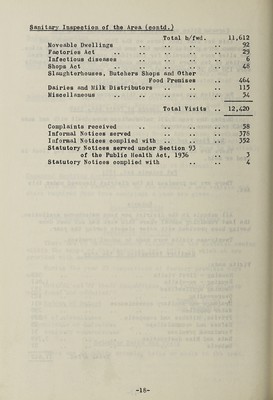 Sanitary Inspection of the Area (contd.)
Total b/fwd. 11,612
Moveable Dwellings .. .. .. .. 92
Factories Act .. .. .. .. .. 29
Infectious diseases .. .. .. .. 6
Shops Act .. .. .. .. 48
Slaughterhouses, Butchers Shops and Other
Food Premises .. 464
Dairies and Milk Distributors .. .. .. 115
Miscellaneous .. .. .. .. .. 54
Total Visits .. 12,420
Complaints received .. .. .. .. 58
Informal Notices served .. .. .. 378
Informal Notices complied with .. .. .. 352
Statutory Notices served under Section 93
of the Public Health Act, 1936 .. 3
Statutory Notices complied with .. .. 4
-18-